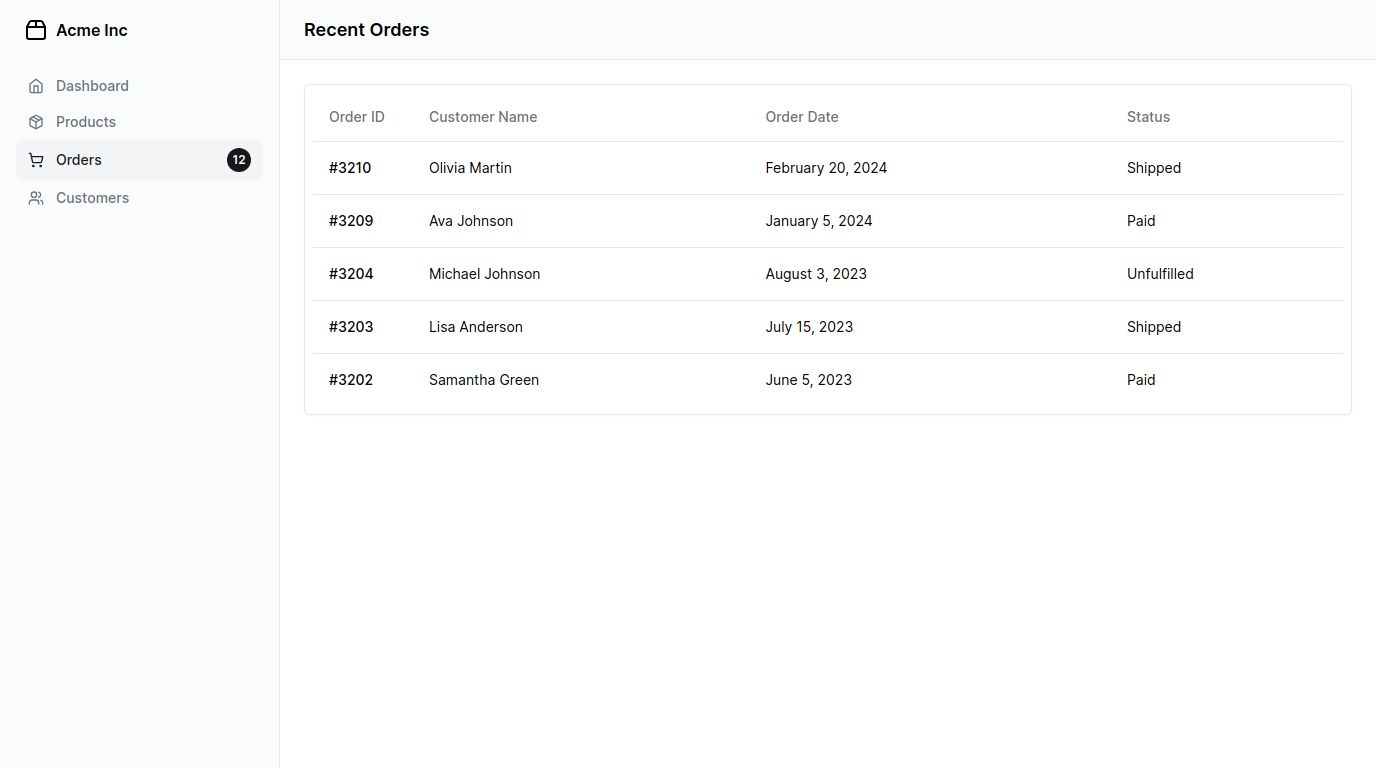 Acme Inc
Dashboard
Products
Orders 12
Customers
Recent Orders
Order ID Customer Name Order Date Status
#3210 Olivia Martin February 20, 2024 Shipped
#3209 Ava Johnson January 5, 2024 Paid
#3204 Michael Johnson August 3, 2023 Unfulfilled
#3203 Lisa Anderson July 15, 2023 Shipped
#3202 Samantha Green June 5, 2023 Paid